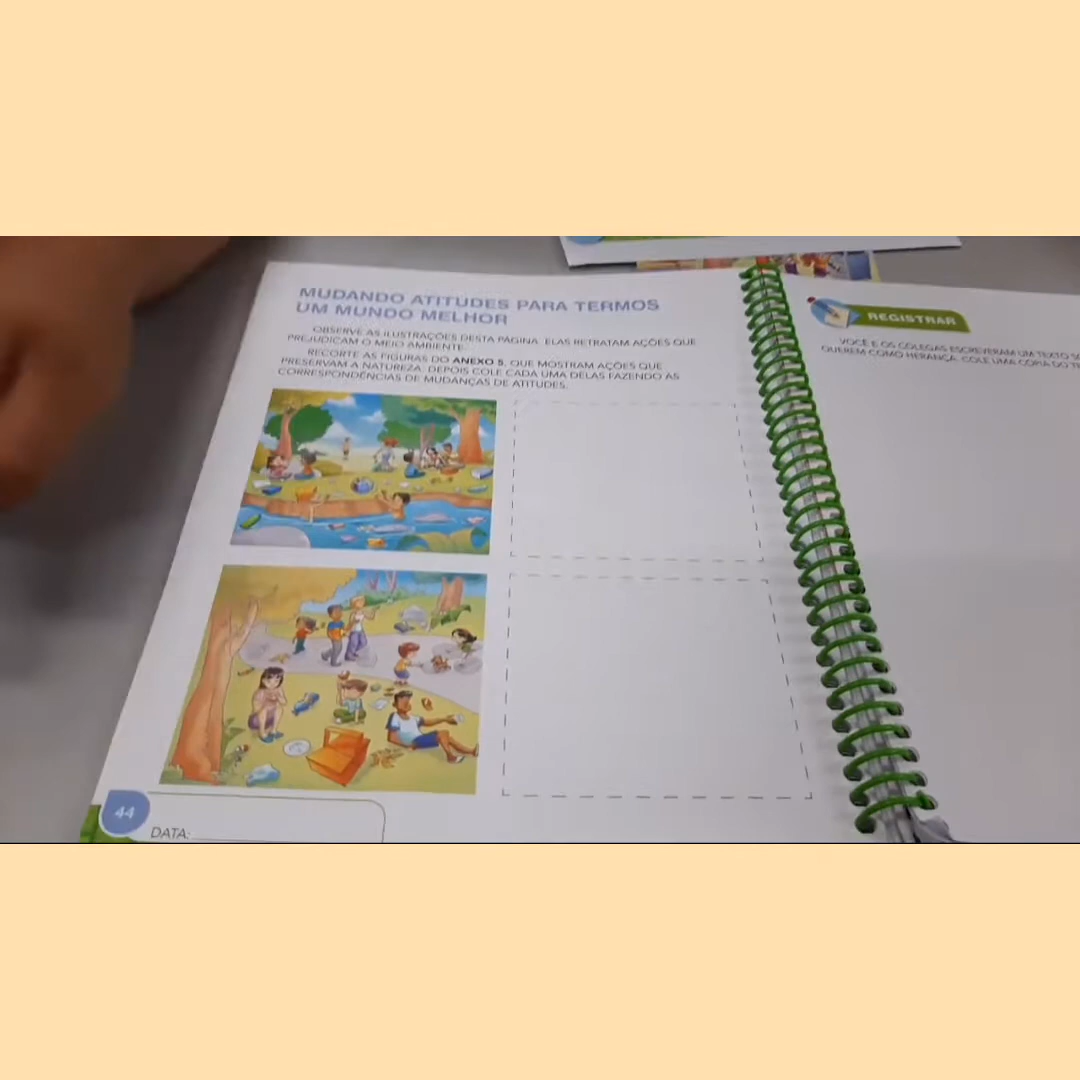 MUDANDO ATITUDES PARA TERMOS
UM MUNDO MELHOR
OBSERVE AS ILUSTRAÇÕES DESTA PÁGINA. ELAS RETRATAM AÇÕES QUE
PREJUDICAM O MEIO AMBIENTE.
RECORTE AS FIGURAS DO ANEXO 5, QUE MOSTRAM AÇÕES QUE
PRESERVAM A NATUREZA. DEPOIS COLE CADA UMA DELAS FAZENDO AS
CORRESPONDÊNCIAS DE MUDANÇAS DE ATITUDES.
44
DATA:
REGISTRAR
VOCÊ E OS COLEGAS ESCREVERAM UM TEXTO
QUEREM COMO HERANÇA. COLE UMA CÓPIA DO